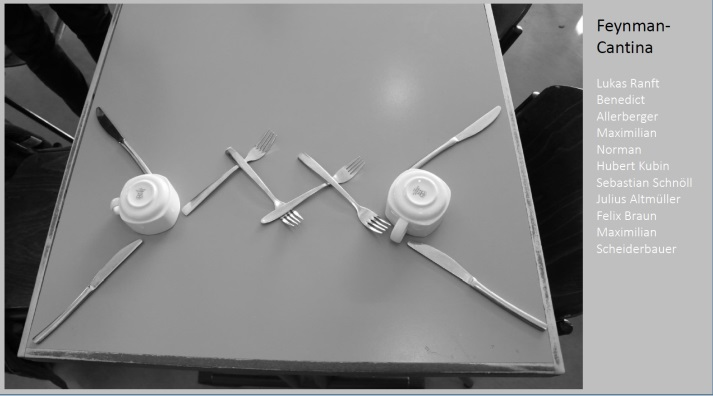 Feynman-
Cantina
Lukas Ranft
Benedict
Allerberger
Maximilian
Norman
Hubert Kubin
Sebastian Schnöll
Julius Altmüller
Felix Braun
Maximilian
Scheiderbauer